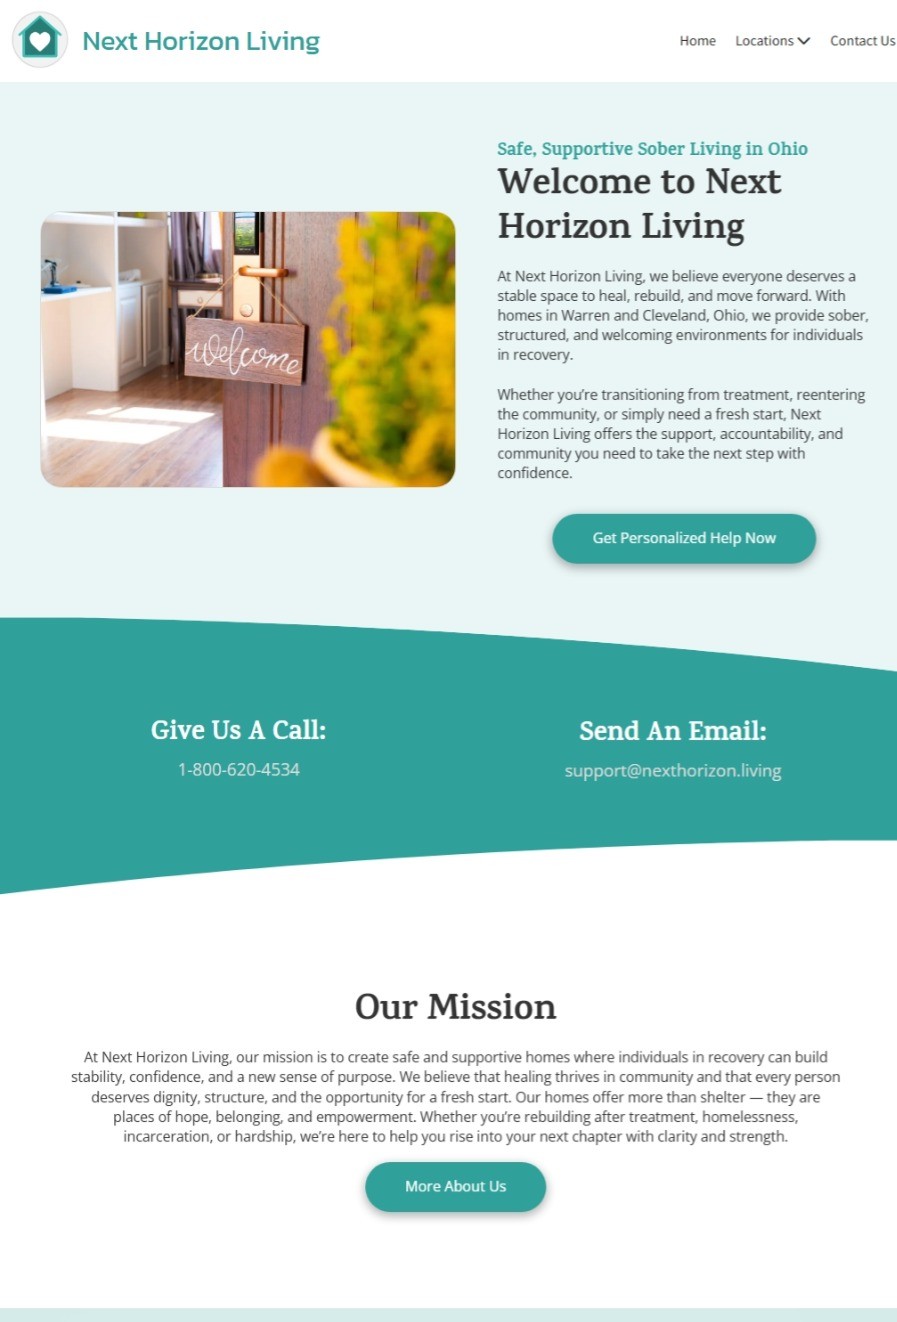 Next Horizon Living
Home
Locations
Contact Us
Safe, Supportive Sober Living in Ohio
Welcome to Next
Horizon Living
At Next Horizon Living, we believe everyone deserves a
stable space to heal, rebuild, and move forward. With
homes in Warren and Cleveland, Ohio, we provide sober,
structured, and welcoming environments for individuals
in recovery.
Whether you’re transitioning from treatment, reentering
the community, or simply need a fresh start, Next
Horizon Living offers the support, accountability, and
community you need to take the next step with
confidence.
welcome
Get Personalized Help Now
Give Us A Call:
1-800-620-4534
Send An Email:
support@nexthorizon.living
Our Mission
At Next Horizon Living, our mission is to create safe and supportive homes where individuals in recovery can build
stability, confidence, and a new sense of purpose. We believe that healing thrives in community and that every person
deserves dignity, structure, and the opportunity for a fresh start. Our homes offer more than shelter — they are
places of hope, belonging, and empowerment. Whether you’re rebuilding after treatment, homelessness,
incarceration, or hardship, we’re here to help you rise into your next chapter with clarity and strength.
More About Us